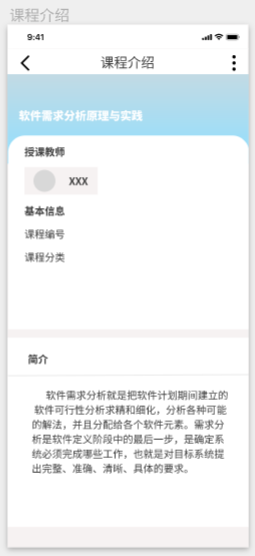 课程介绍
9:41
课程介绍
软件需求分析原理与实践
授课教师
XXX
基本信息
课程编号
课程分类
简介
软件需求分析就是把软件计划期间建立的
软件可行性分析求精和细化，分析各种可能
的解法，并且分配给各个软件元素。需求分
析是软件定义阶段中的最后一步，是确定系
统必须完成哪些工作，也就是对目标系统提
出完整、准确、清晰、具体的要求。